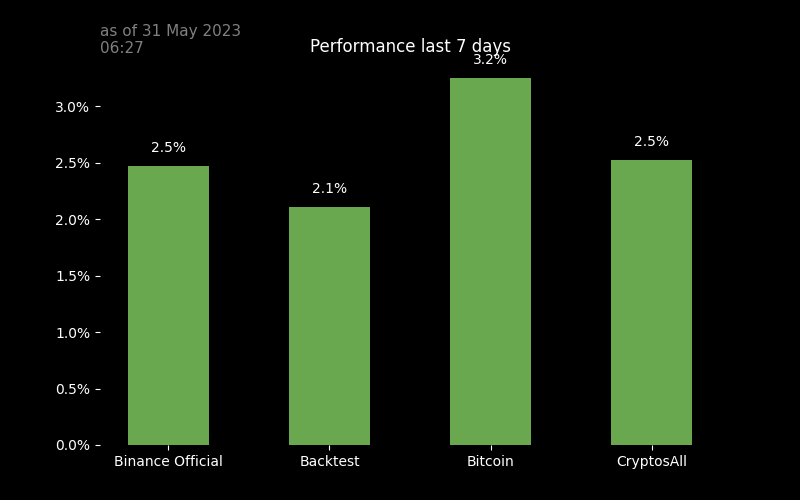 as of 31 May 2023
06:27
Performance last 7 days
3.2%
3.0%
2.5%
2.5%
2.5%
2.1%
2.0%
1.5%
1.0%
0.5%
0.0%
Binance Official
Backtest
Bitcoin
CryptosAll